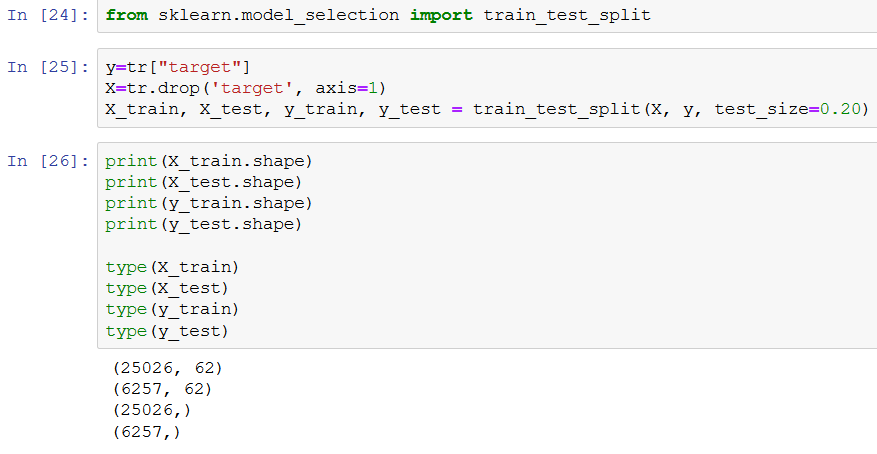 In [24]: from sklearn.model_selection import train_test_split
In [25]: y=tr["target"]
X=tr.drop('target', axis=1)
X_train, X_test, y_train, y_test = train_test_split(X, y, test_size=0.20)
In [26]: print(X_train.shape)
print(X_test.shape)
print(y_train.shape)
print(y_test.shape)
type(X_train)
type(X_test)
type(y_train)
type(y_test)
(25026, 62)
(6257, 62)
(25026,)
(6257,)